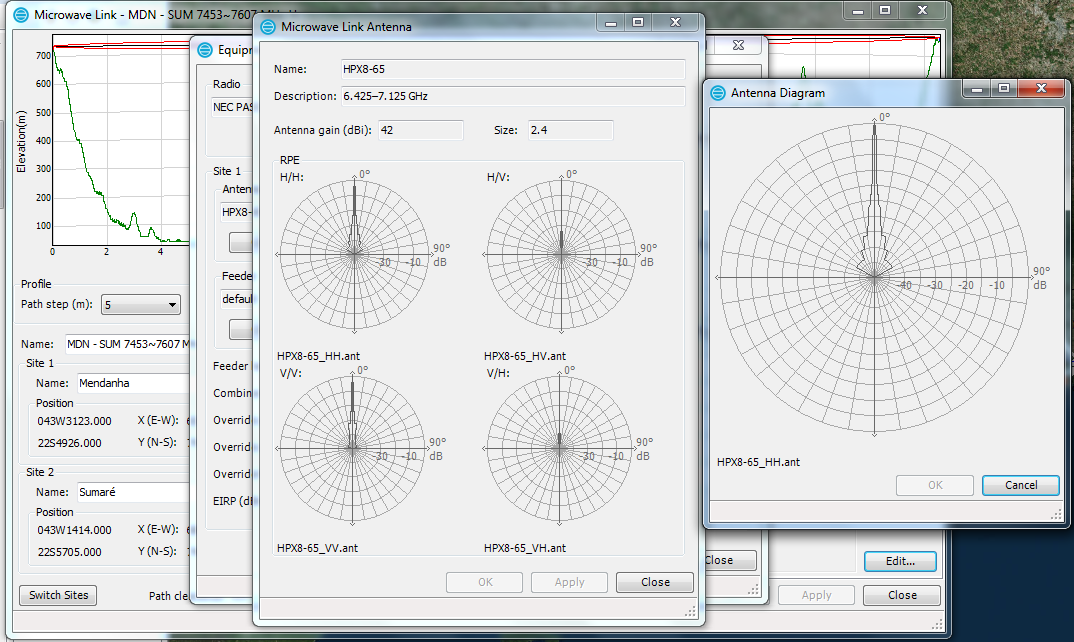 Microwave Link - MDN - SUM 7453~7607 MHz
700
600
500
400
300
200
100
0
2
4
Elevation(m)
Profile
Path step (m):
5
Name:
MDN - SUM 7453~7607 M
Site 1
Name:
Mendanha
Position
043W3123.000
X (E-W):
22S4926.000
Y (N-S):
Site 2
Name:
Sumaré
Position
043W1414.000
X (E-W):
22S5705.000
Y (N-S):
Switch Sites
Path cle
Equipr
Radio
NEC PAS
Site 1
Anten
HPX8-
Feede
defaul
Feeder
Combin
Overrid
Overrid
Overrid
EIRP (dB
Close
Microwave Link Antenna
Name:
HPX8-65
Description:
6.425–7.125 GHz
Antenna gain (dBi):
42
Size:
2.4
RPE
H/H:
0°
90°
dB
-30
-10
HPX8-65_HH.ant
H/V:
0°
90°
dB
-30
-10
HPX8-65_HV.ant
V/V:
0°
90°
dB
-30
-10
HPX8-65_VV.ant
V/H:
0°
90°
dB
-30
-10
HPX8-65_VH.ant
OK
Apply
Close
Antenna Diagram
0°
90°
dB
-40
-30
-20
-10
HPX8-65_HH.ant
OK
Cancel
Edit...
Apply
Close